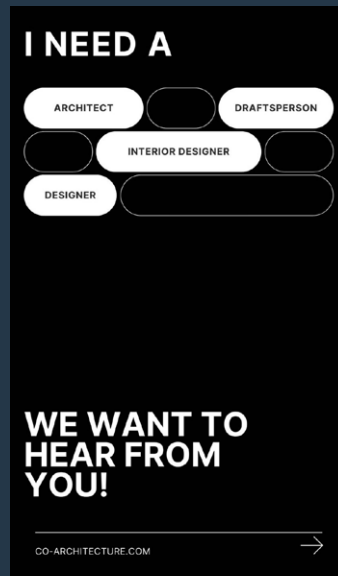 I NEED A
ARCHITECT DRAFTSPERSON
INTERIOR DESIGNER
DESIGNER
WE WANT TO
HEAR FROM
YOU!
CO-ARCHITECTURE.COM